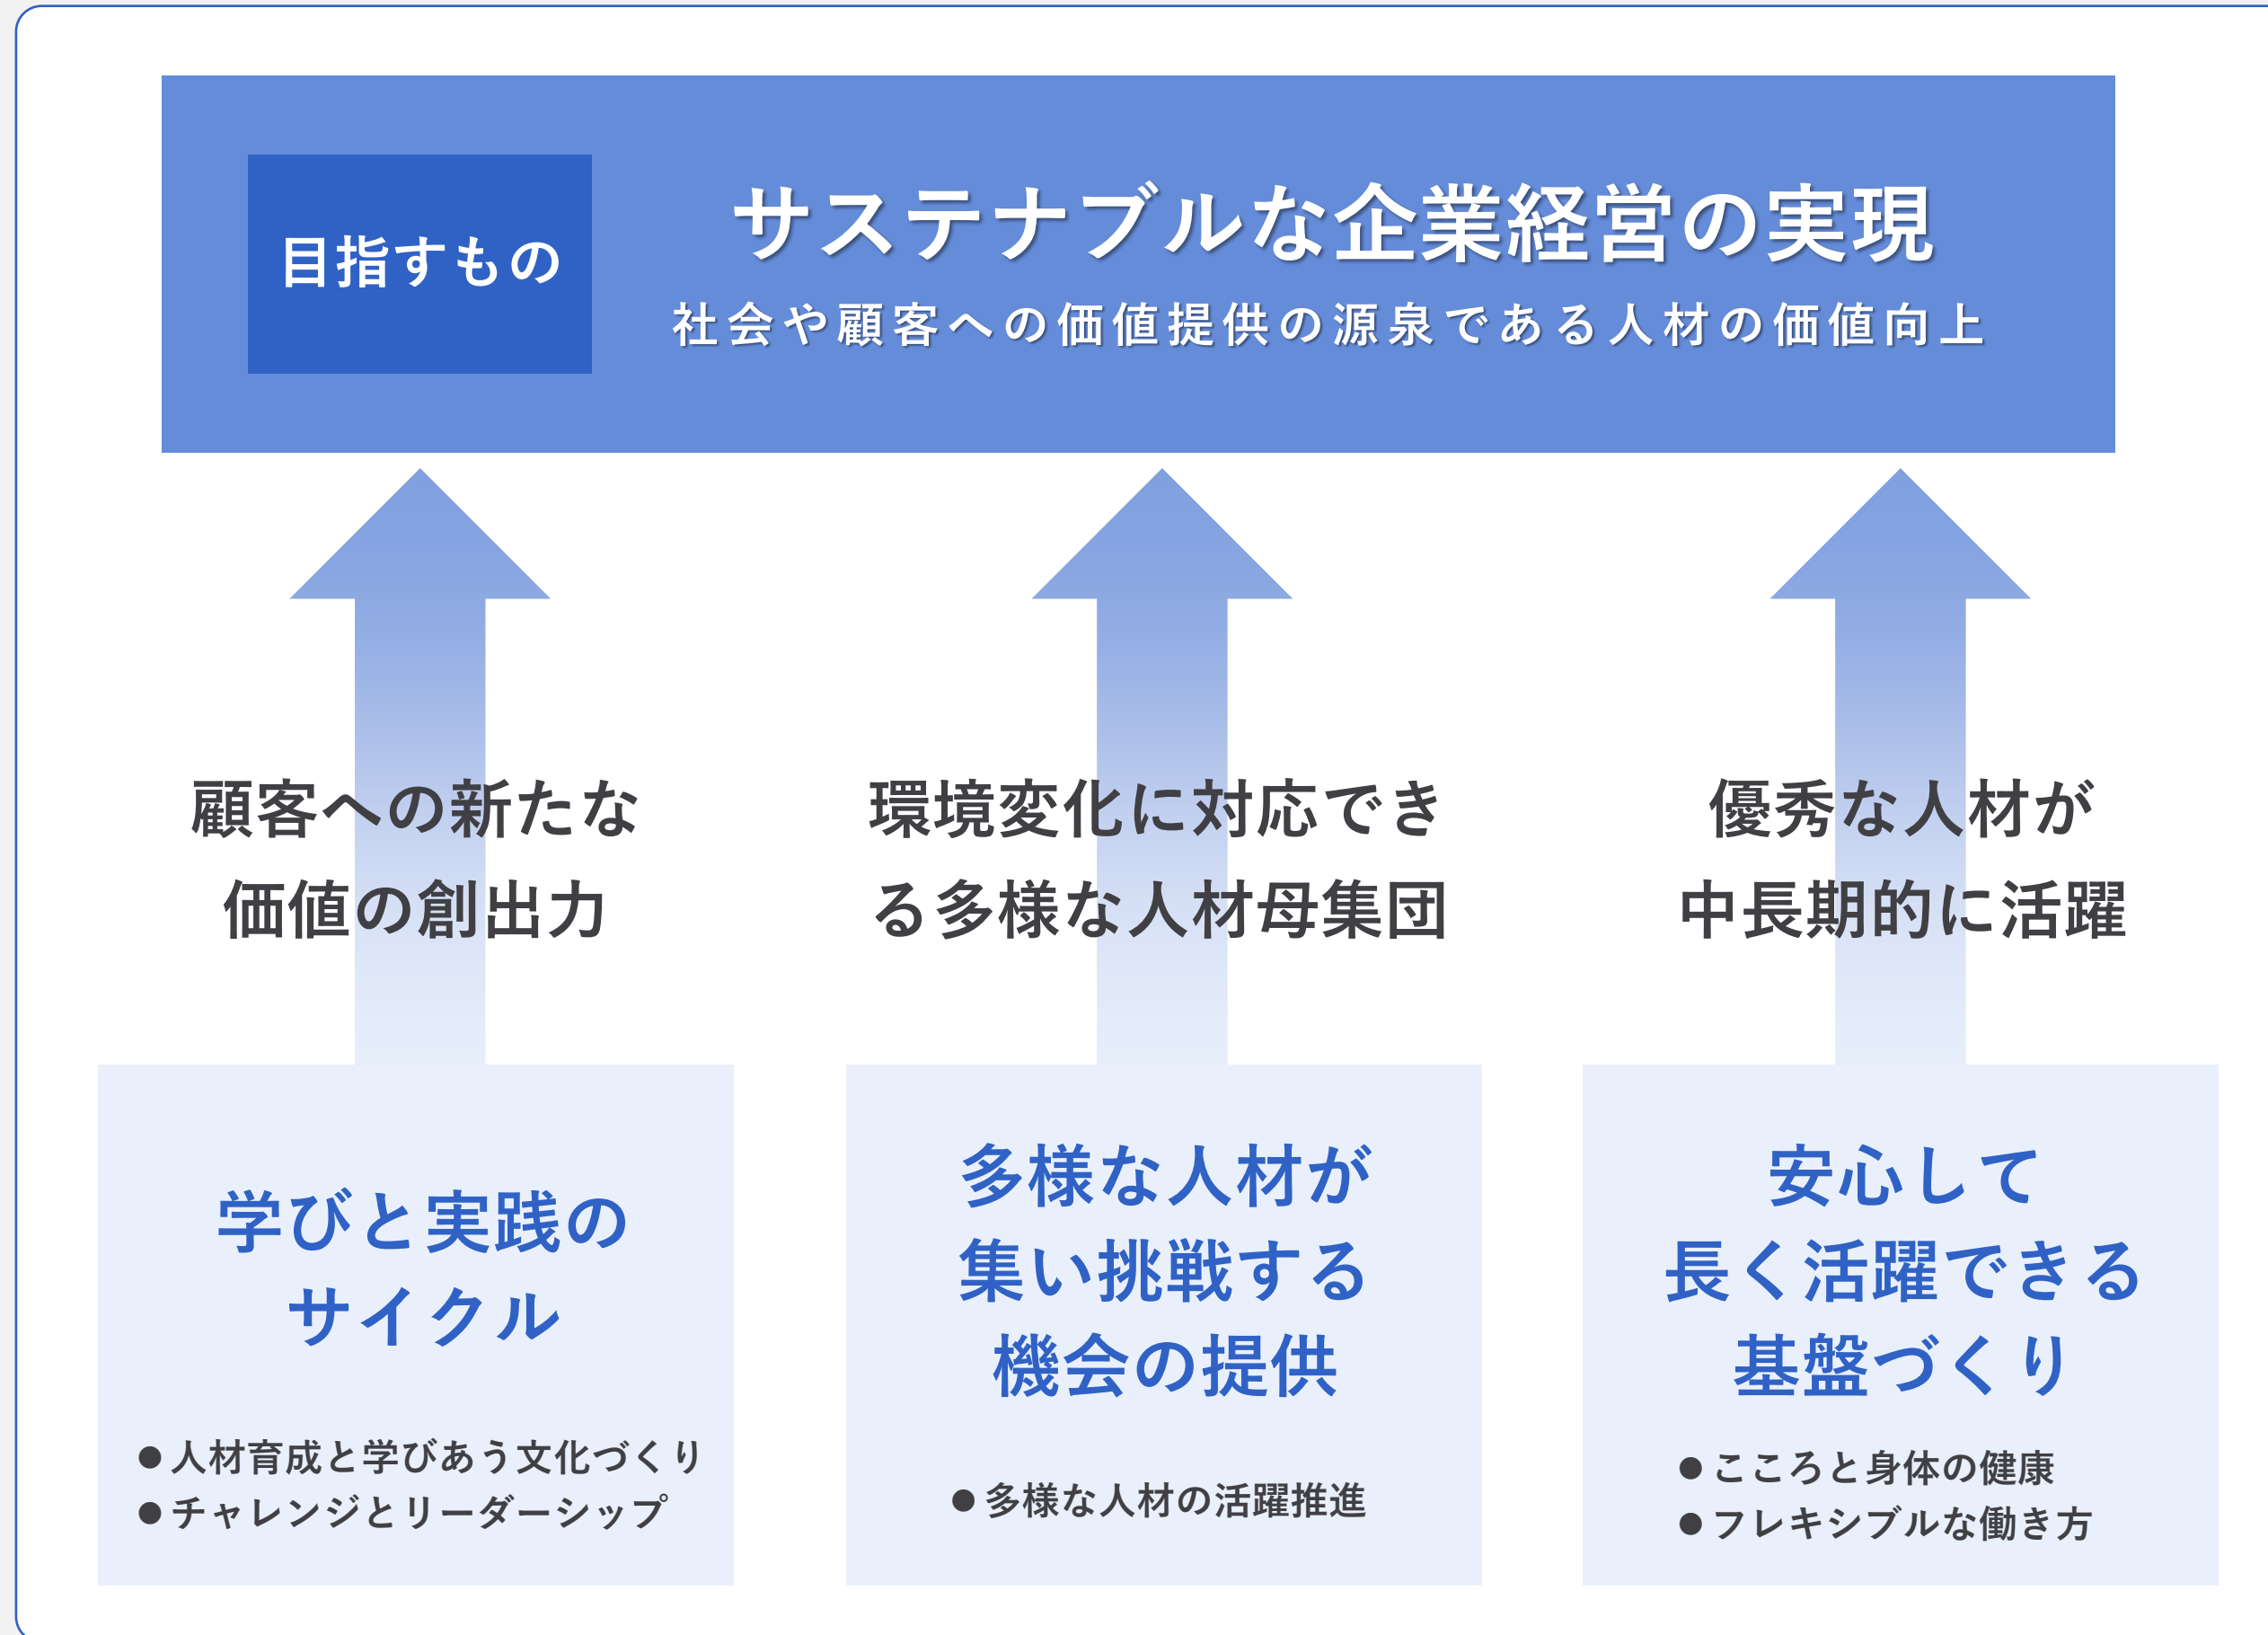 目指すもの
サステナブルな企業経営の実現
社会や顧客への価値提供の源泉である人材の価値向上
顧客への新たな
価値の創出力
環境変化に対応でき
る多様な人材母集団
優秀な人材が
中長期的に活躍
学びと実践の
サイクル
●人材育成と学びあう文化づくり
●チャレンジとリーダーシップ
多様な人材が
集い挑戦する
機会の提供
●多様な人材の活躍推進
安心して
長く活躍できる
基盤づくり
●こころと身体の健康
●フレキシブルな働き方